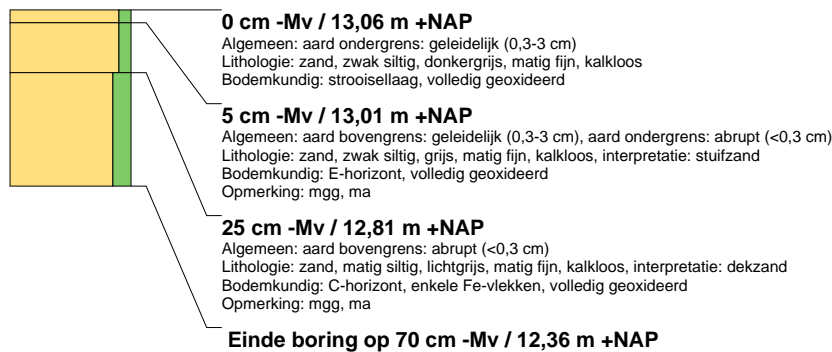 0 cm -Mv / 13,06 m +NAP
Algemeen: aard ondergrens: geleidelijk (0,3-3 cm)
Lithologie: zand, zwak siltig, donkergrijs, matig fijn, kalkloos
Bodemkundig: strooisellaag, volledig geoxideerd
5 cm -Mv / 13,01 m +NAP
Algemeen: aard bovengrens: geleidelijk (0,3-3 cm), aard ondergrens: abrupt (<0,3 cm)
Lithologie: zand, zwak siltig, grijs, matig fijn, kalkloos, interpretatie: stuifzand
Bodemkundig: E-horizont, volledig geoxideerd
Opmerking: mgg, ma
25 cm -Mv / 12,81 m +NAP
Algemeen: aard bovengrens: abrupt (<0,3 cm)
Lithologie: zand, matig siltig, lichtgrijs, matig fijn, kalkloos, interpretatie: dekzand
Bodemkundig: C-horizont, enkele Fe-vlekken, volledig geoxideerd
Opmerking: mgg, ma
Einde boring op 70 cm -Mv / 12,36 m +NAP